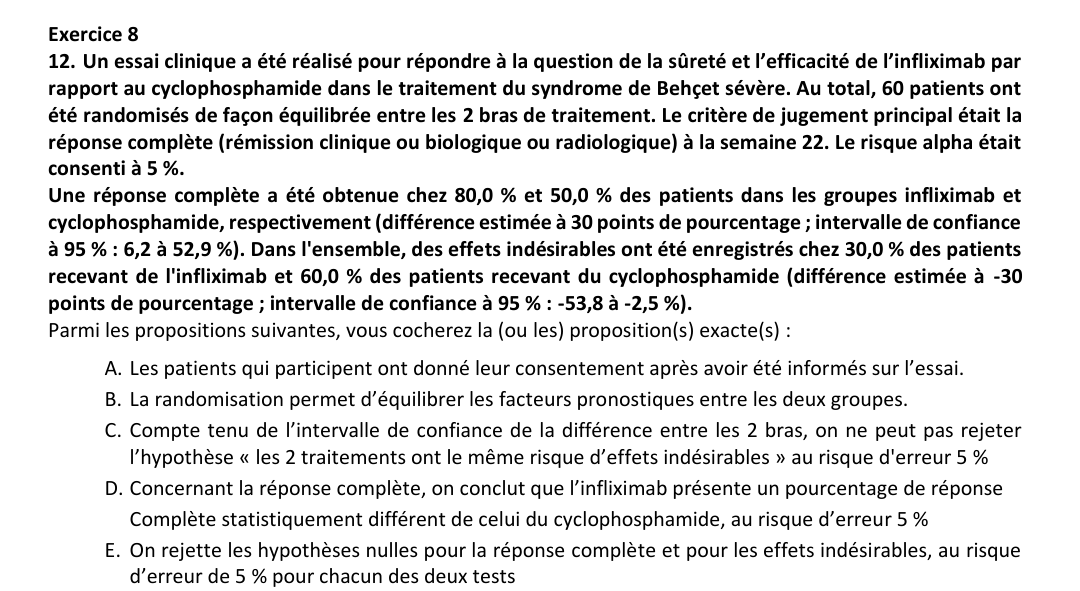 Exercice 8
12. Un essai clinique a été réalisé pour répondre à la question de la sûreté et l’efficacité de l’infliximab par
rapport au cyclophosphamide dans le traitement du syndrome de Behçet sévère. Au total, 60 patients ont
été randomisés de façon équilibrée entre les 2 bras de traitement. Le critère de jugement principal était la
réponse complète (rémission clinique ou biologique ou radiologique) à la semaine 22. Le risque alpha était
consenti à 5 %.
Une réponse complète a été obtenue chez 80,0 % et 50,0 % des patients dans les groupes infliximab et
cyclophosphamide, respectivement (différence estimée à 30 points de pourcentage ; intervalle de confiance
à 95 % : 6,2 à 52,9 %). Dans l'ensemble, des effets indésirables ont été enregistrés chez 30,0 % des patients
recevant de l'infliximab et 60,0 % des patients recevant du cyclophosphamide (différence estimée à -30
points de pourcentage ; intervalle de confiance à 95 % : -53,8 à -2,5 %).
Parmi les propositions suivantes, vous cocherez la (ou les) proposition(s) exacte(s) :
A. Les patients qui participent ont donné leur consentement après avoir été informés sur l’essai.
B. La randomisation permet d’équilibrer les facteurs pronostiques entre les deux groupes.
C. Compte tenu de l’intervalle de confiance de la différence entre les 2 bras, on ne peut pas rejeter
l’hypothèse « les 2 traitements ont le même risque d’effets indésirables » au risque d'erreur 5 %
D. Concernant la réponse complète, on conclut que l’infliximab présente un pourcentage de réponse
Complète statistiquement différent de celui du cyclophosphamide, au risque d’erreur 5 %
E. On rejette les hypothèses nulles pour la réponse complète et pour les effets indésirables, au risque
d’erreur de 5 % pour chacun des deux tests